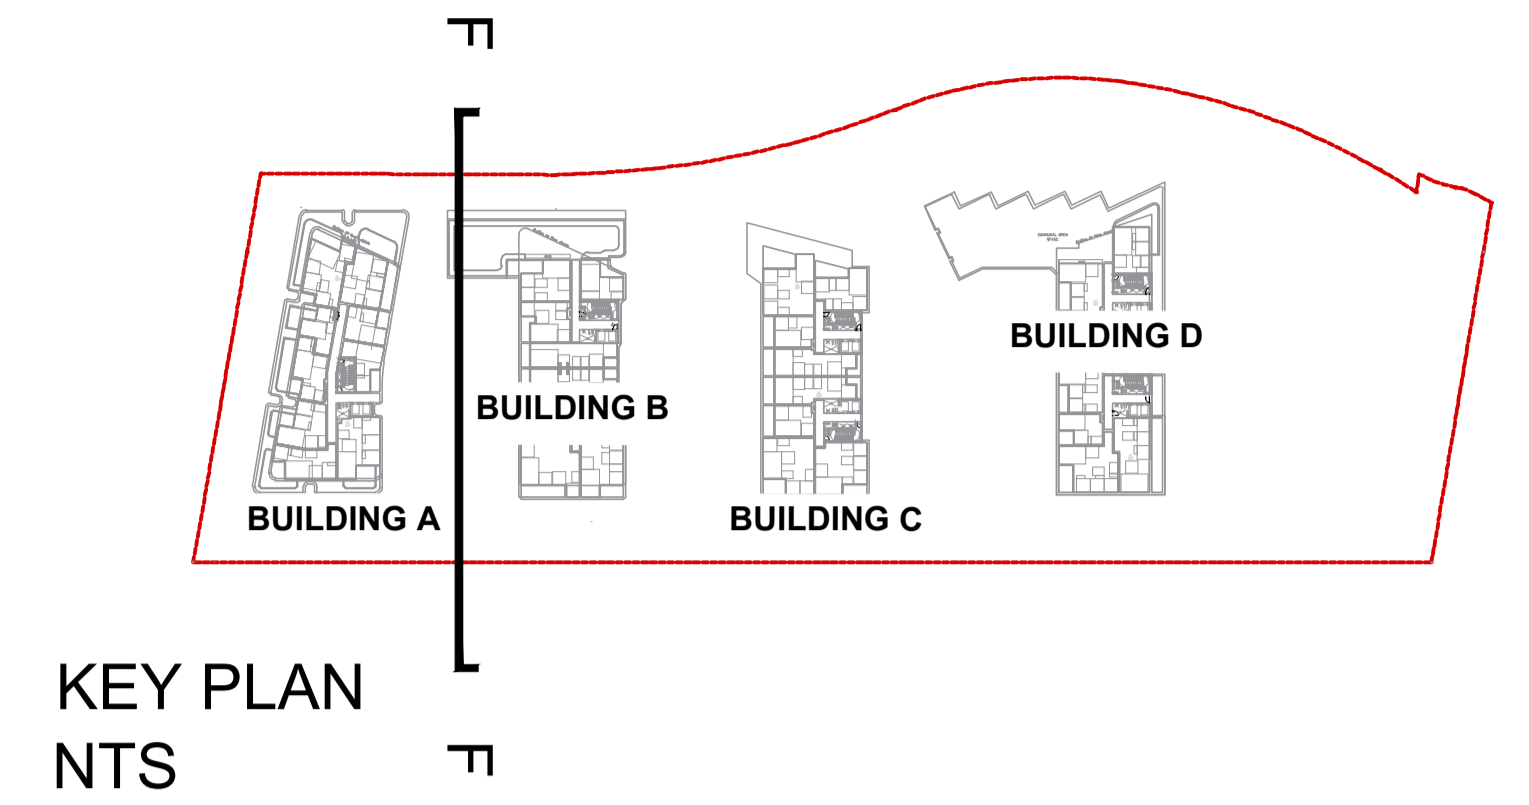 F
BUILDING D
BUILDING B
BUILDING A
BUILDING C
KEY PLAN
NTS
F